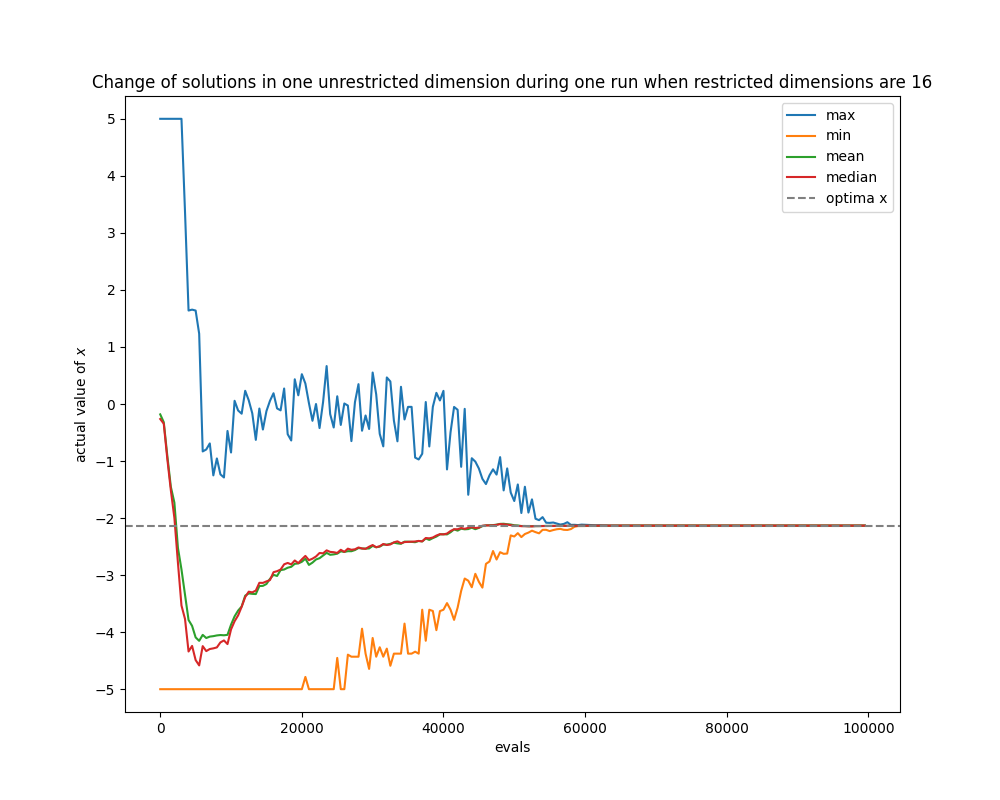 Change of solutions in one unrestricted dimension during one run when restricted dimensions are 16
max
min
mean
median
optima x
5
4
3
2
1
0
−1
−2
−3
−4
−5
actual value of x
0
20000
40000
60000
80000
100000
evals